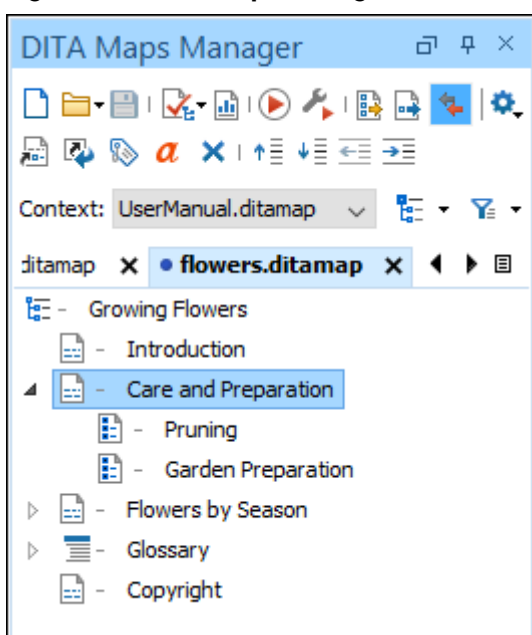 DITA Maps Manager
a
Context: UserManual.ditamap
ditamap flowers.ditamap
Growing Flowers
Introduction
Care and Preparation
Pruning
Garden Preparation
Flowers by Season
Glossary
Copyright